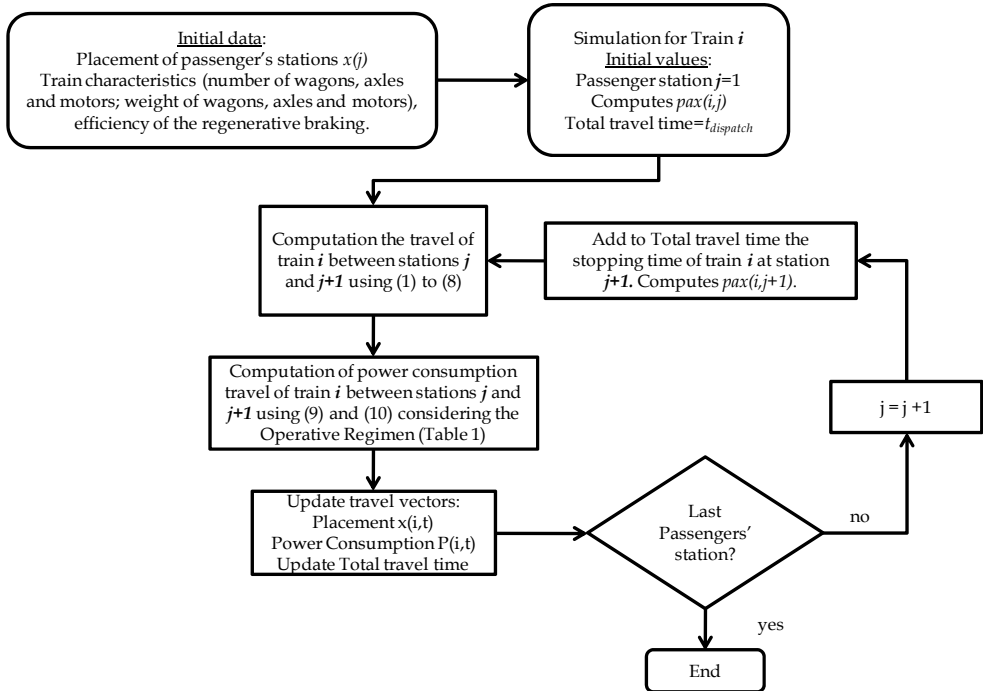 Initial data:
Placement of passenger's stations x(j)
Train characteristics (number of wagons, axles
and motors; weight of wagons, axles and motors),
efficiency of the regenerative braking.
Simulation for Train i
Initial values:
Passenger station j=1
Computes pax(i,j)
Total travel time=t_dispatch
Computation the travel of
train i between stations j
and j+1 using (1) to (8)
Add to Total travel time the
stopping time of train i at station
j+1. Computes pax(i,j+1).
Computation of power consumption
travel of train i between stations j and
j+1 using (9) and (10) considering the
Operative Regimen (Table 1)
j = j +1
Update travel vectors:
Placement x(i,t)
Power Consumption P(i,t)
Update Total travel time
Last
Passengers'
station?
no
yes
End